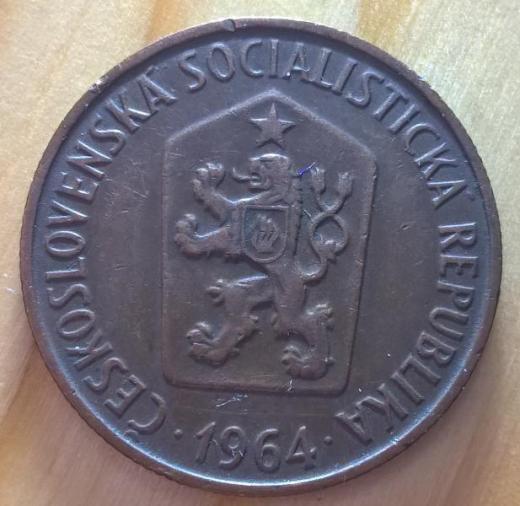 ČESKOSLOVENSKÁ SOCIALISTICKÁ REPUBLIKA
· 1964 ·